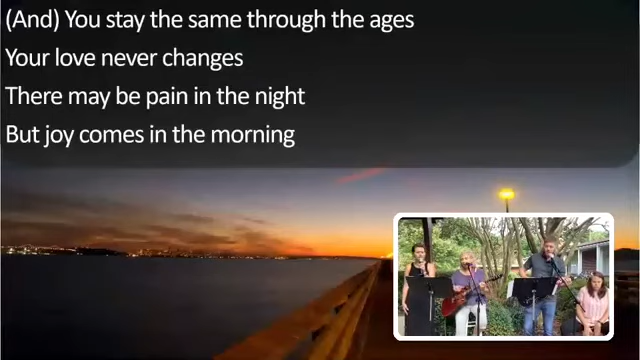 (And) You stay the same through the ages
Your love never changes
There may be pain in the night
But joy comes in the morning